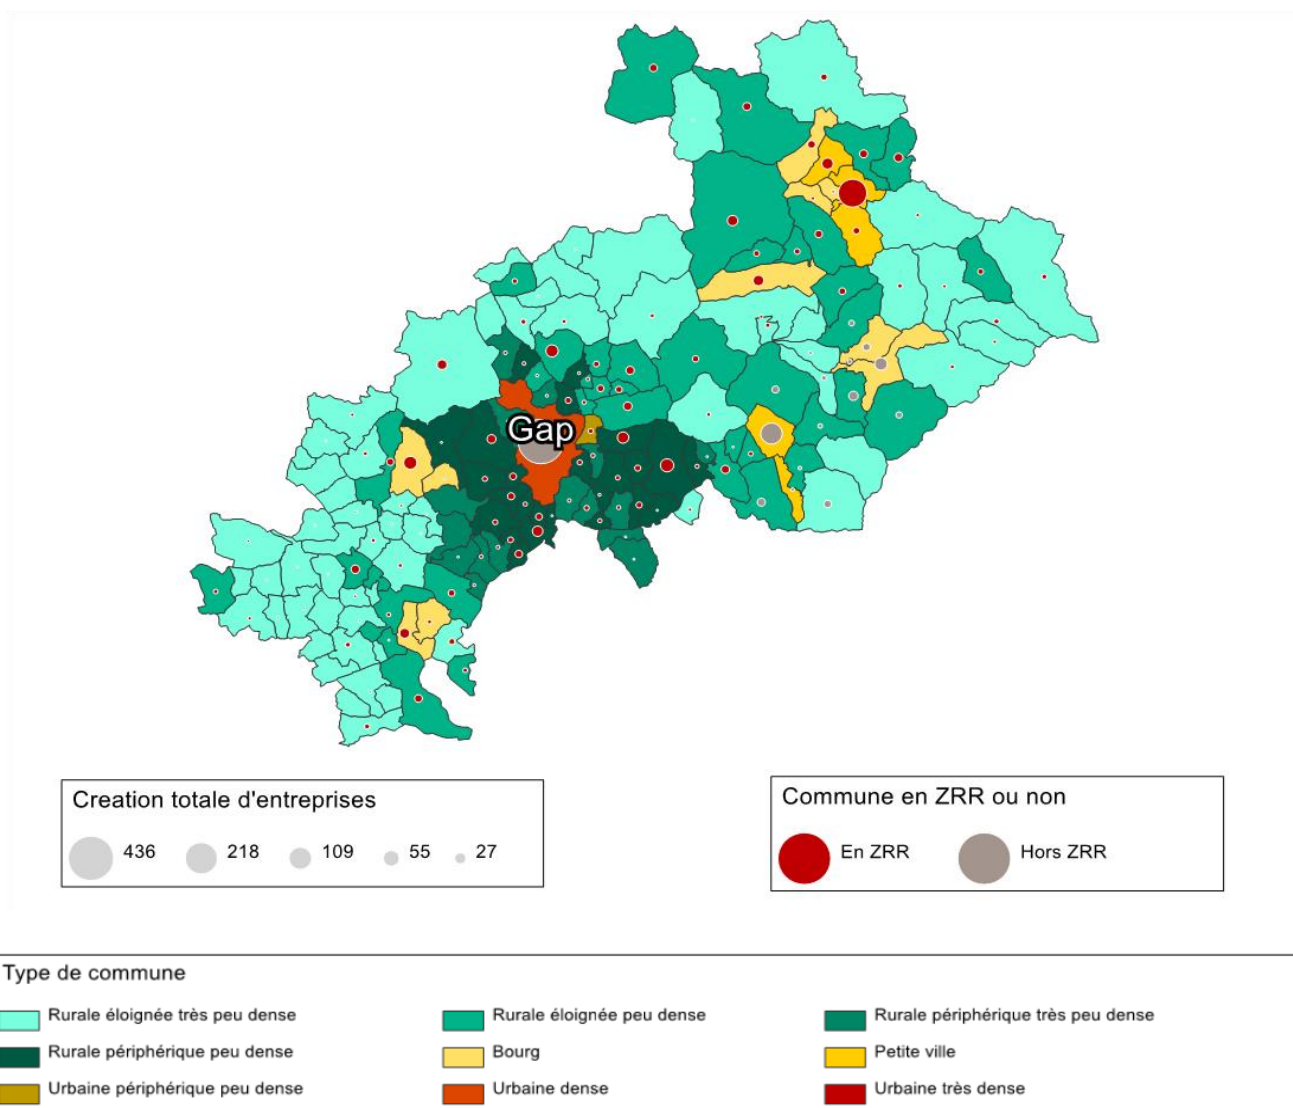 Gap
Creation totale d'entreprises
436 218 109 55 27
Commune en ZRR ou non
En ZRR Hors ZRR
Type de commune
Rurale éloignée très peu dense Rurale éloignée peu dense Rurale périphérique très peu dense
Rurale périphérique peu dense Bourg Petite ville
Urbaine périphérique peu dense Urbaine dense Urbaine très dense